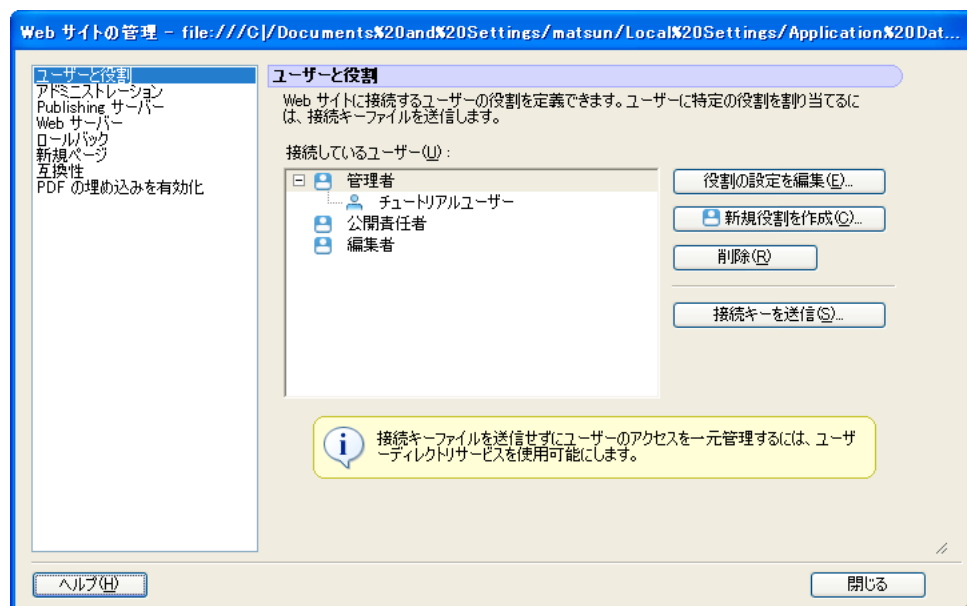 Web サイトの管理 - file:///C|/Documents%20and%20Settings/matsun/Local%20Settings/Application%20Dat...
ユーザーと役割
アドミニストレーション
Publishing サーバー
Web サーバー
ロールバック
新規ページ
互換性
PDF の埋め込みを有効化
ユーザーと役割
Web サイトに接続するユーザーの役割を定義できます。ユーザーに特定の役割を割り当てるに
は、接続キーファイルを送信します。
接続しているユーザー(U) :
管理者
チュートリアルユーザー
公開責任者
編集者
役割の設定を編集(E)...
新規役割を作成(C)...
削除(R)
接続キーを送信(S)...
接続キーファイルを送信せずにユーザーのアクセスを一元管理するには、ユーザ
ーディレクトリサービスを使用可能にします。
ヘルプ(H)
閉じる